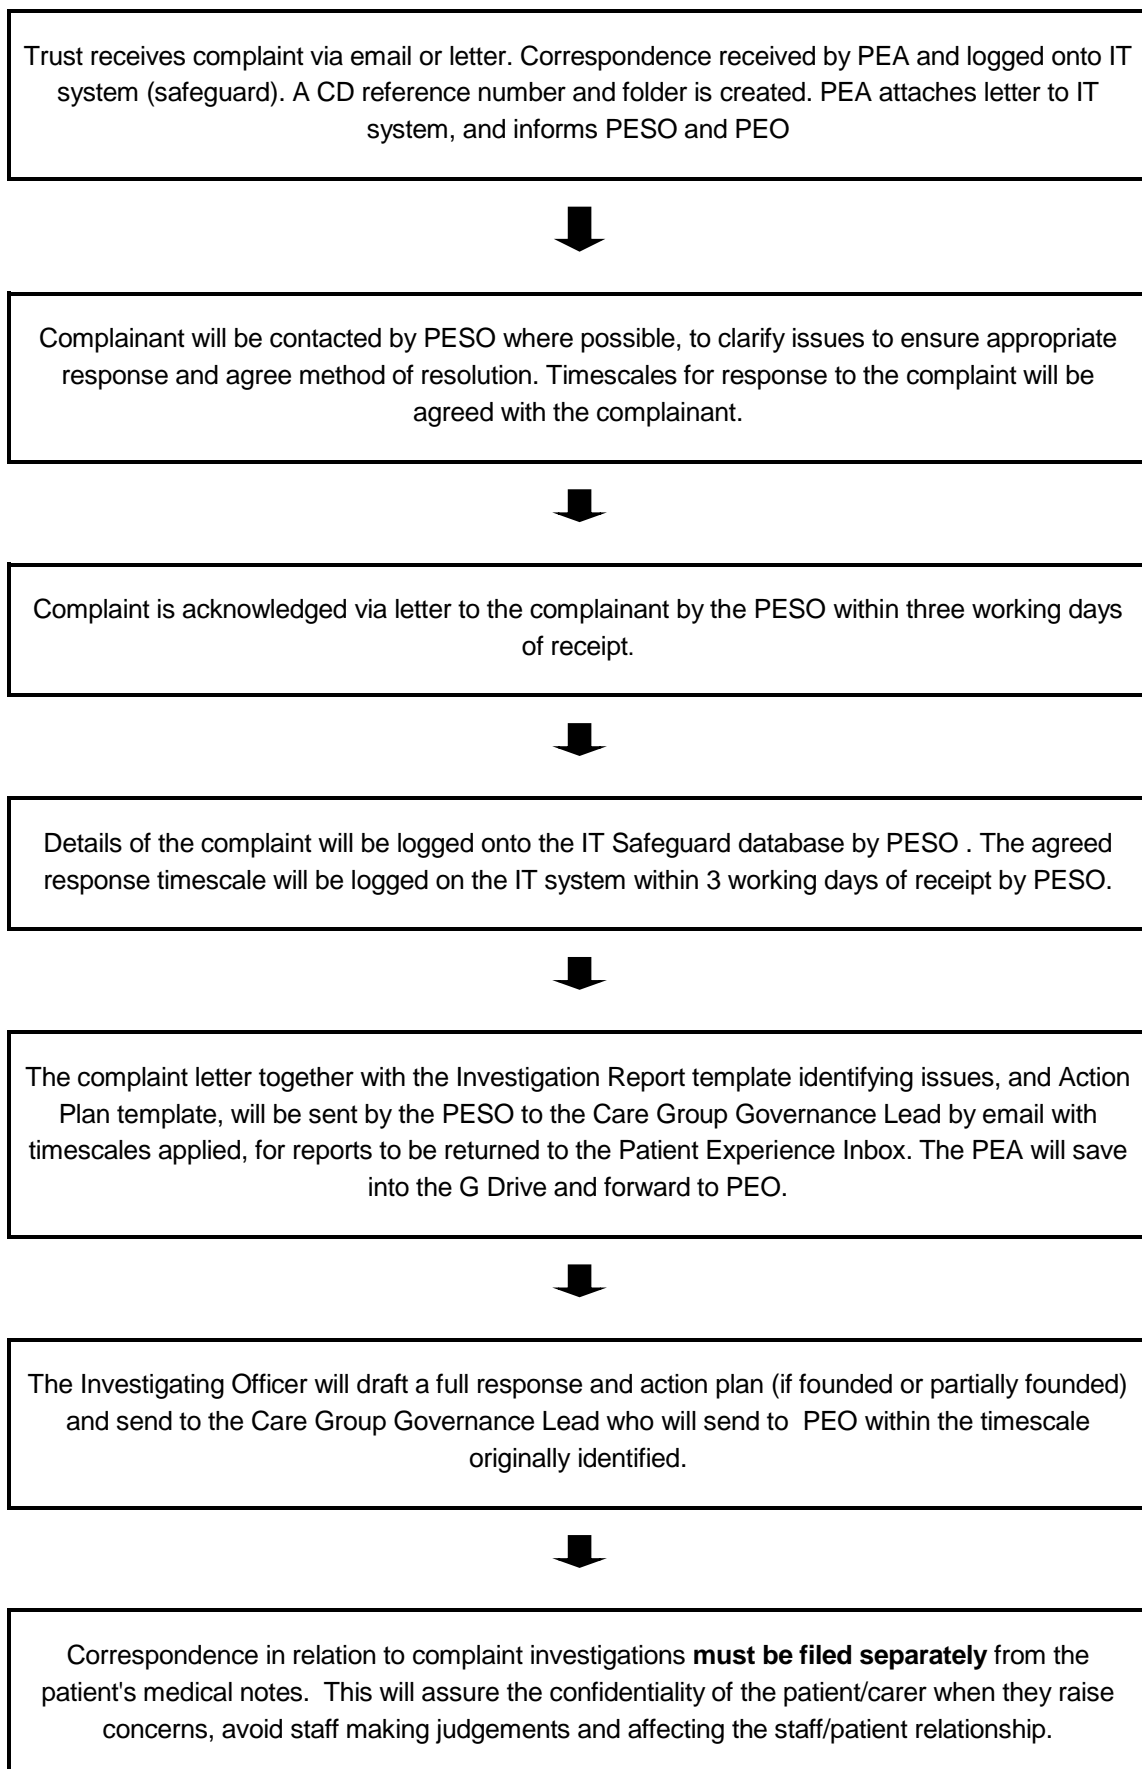 Trust receives complaint via email or letter. Correspondence received by PEA and logged onto IT
system (safeguard). A CD reference number and folder is created. PEA attaches letter to IT
system, and informs PESO and PEO
Complainant will be contacted by PESO where possible, to clarify issues to ensure appropriate
response and agree method of resolution. Timescales for response to the complaint will be
agreed with the complainant.
Complaint is acknowledged via letter to the complainant by the PESO within three working days
of receipt.
Details of the complaint will be logged onto the IT Safeguard database by PESO . The agreed
response timescale will be logged on the IT system within 3 working days of receipt by PESO.
The complaint letter together with the Investigation Report template identifying issues, and Action
Plan template, will be sent by the PESO to the Care Group Governance Lead by email with
timescales applied, for reports to be returned to the Patient Experience Inbox. The PEA will save
into the G Drive and forward to PEO.
The Investigating Officer will draft a full response and action plan (if founded or partially founded)
and send to the Care Group Governance Lead who will send to  PEO within the timescale
originally identified.
Correspondence in relation to complaint investigations must be filed separately from the
patient's medical notes.  This will assure the confidentiality of the patient/carer when they raise
concerns, avoid staff making judgements and affecting the staff/patient relationship.